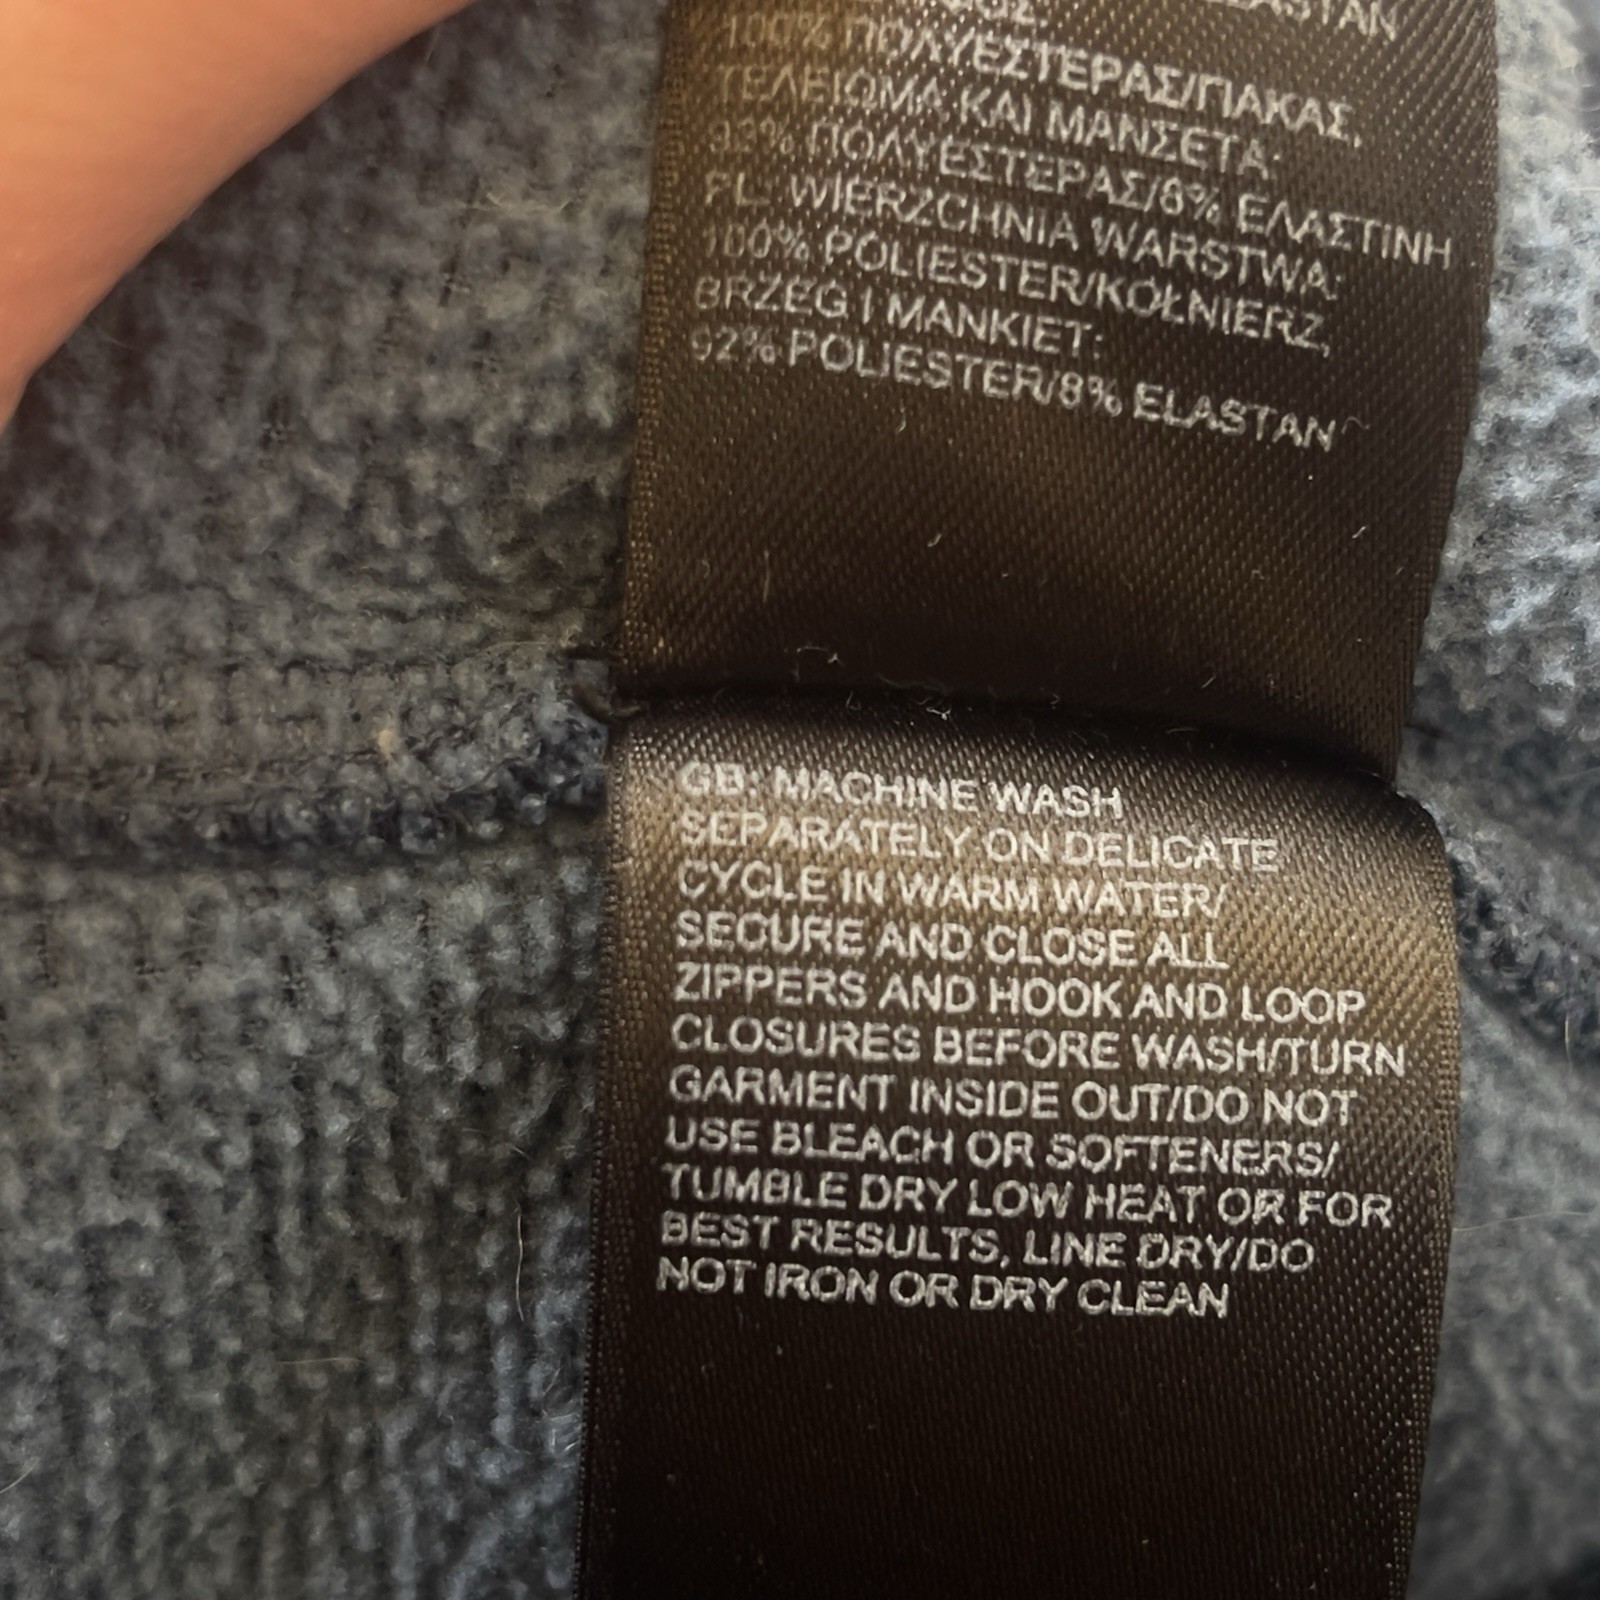 ELASTAN
100% ΠΟΛΥΕΣΤΕΡΑΣ/ΓΙΑΚΑΣ,
ΤΕΛΕΙΩΜΑ ΚΑΙ ΜΑΝΣΕΤΑ:
92% ΠΟΛΥΕΣΤΕΡΑΣ/8% ΕΛΑΣΤΙΝΗ
PL: WIERZCHNIA WARSTWA:
100% POLIESTER/KOŁNIERZ,
BRZEG I MANKIET:
92% POLIESTER/8% ELASTAN
GB: MACHINE WASH
SEPARATELY ON DELICATE
CYCLE IN WARM WATER/
SECURE AND CLOSE ALL
ZIPPERS AND HOOK AND LOOP
CLOSURES BEFORE WASH/TURN
GARMENT INSIDE OUT/DO NOT
USE BLEACH OR SOFTENERS/
TUMBLE DRY LOW HEAT OR FOR
BEST RESULTS, LINE DRY/DO
NOT IRON OR DRY CLEAN